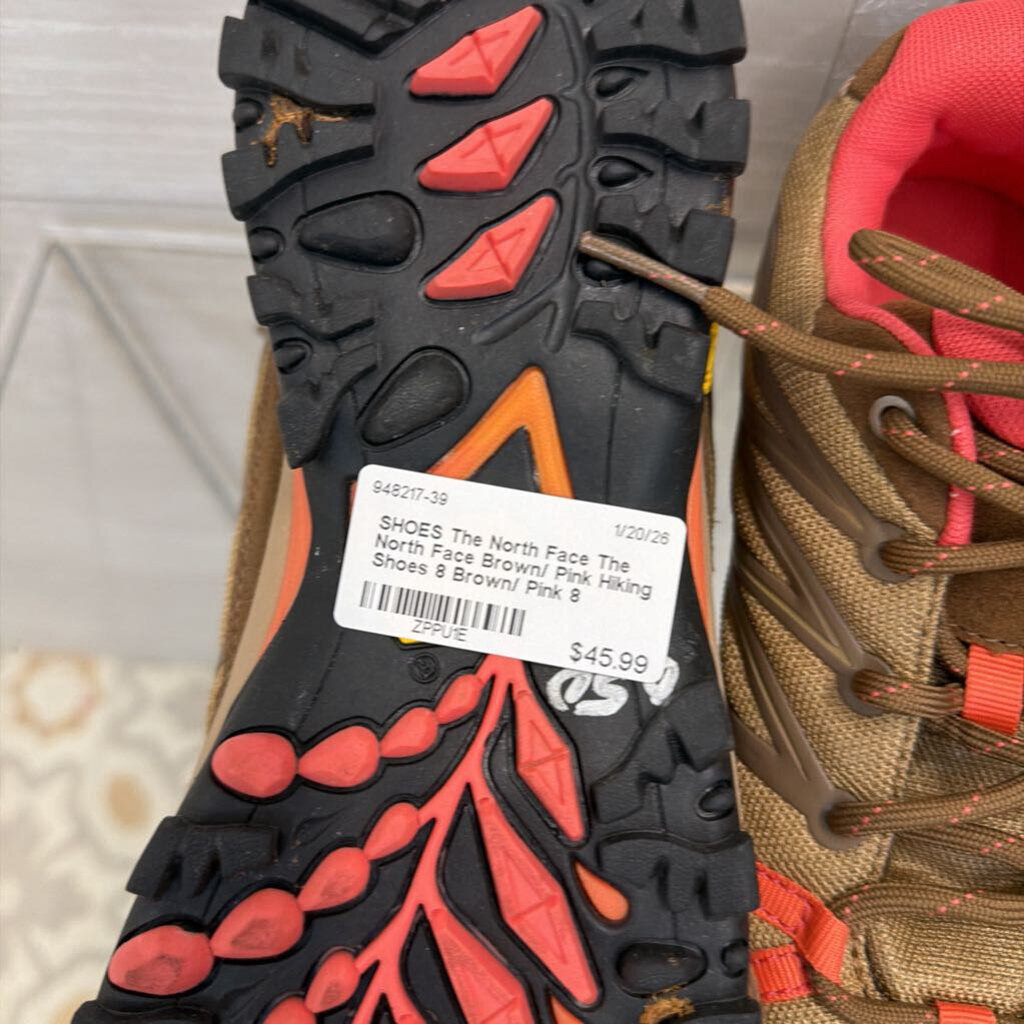 948217-39
1/20/26
SHOES The North Face The
North Face Brown/ Pink Hiking
Shoes 8 Brown/ Pink 8
ZPPU1E
$45.99